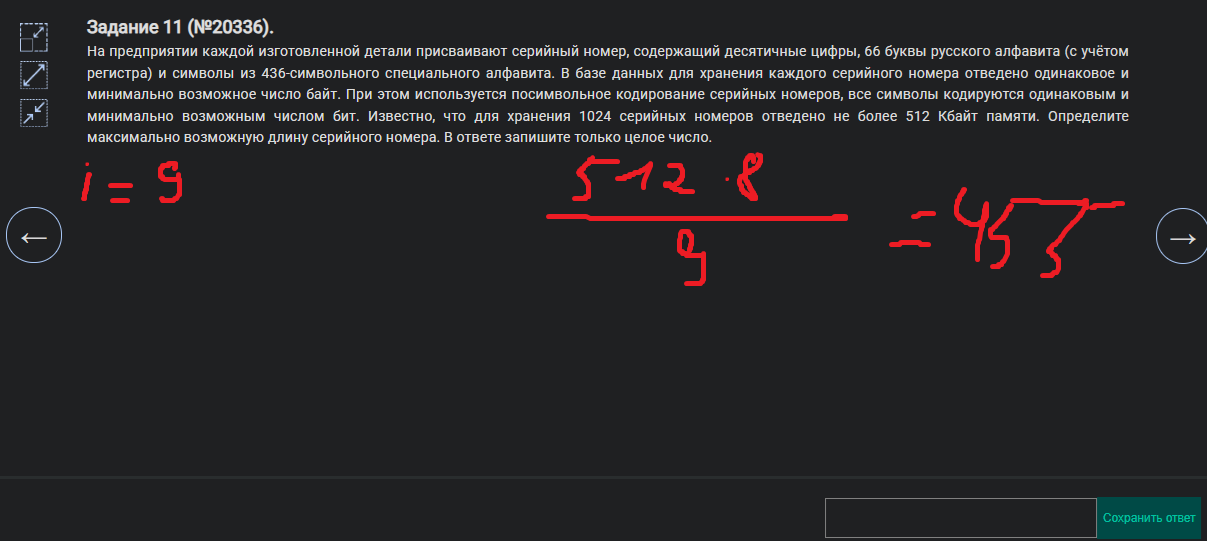 Задание 11 (№20336).
На предприятии каждой изготовленной детали присваивают серийный номер, содержащий десятичные цифры, 66 буквы русского алфавита (с учётом
регистра) и символы из 436-символьного специального алфавита. В базе данных для хранения каждого серийного номера отведено одинаковое и
минимально возможное число байт. При этом используется посимвольное кодирование серийных номеров, все символы кодируются одинаковым и
минимально возможным числом бит. Известно, что для хранения 1024 серийных номеров отведено не более 512 Кбайт памяти. Определите
максимально возможную длину серийного номера. В ответе запишите только целое число.
i = 9
512 · 8
9
= 455
Сохранить ответ